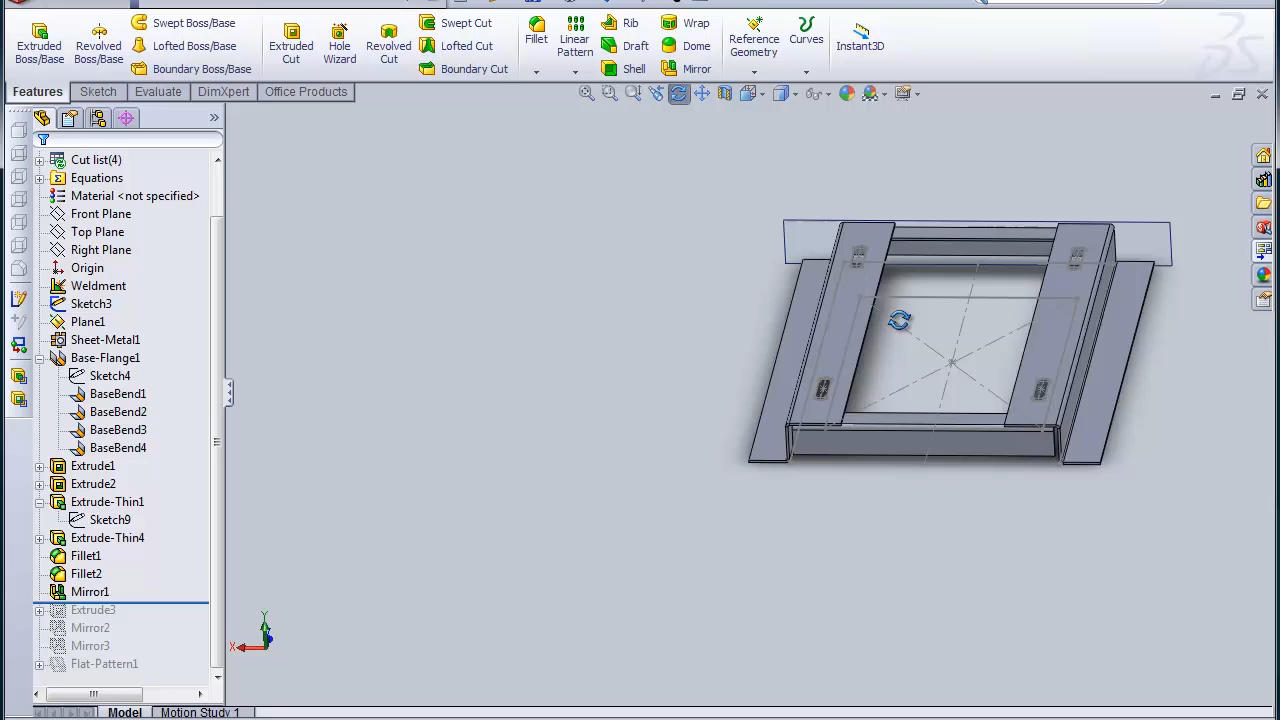 Extruded Boss/Base
Revolved Boss/Base
Swept Boss/Base
Lofted Boss/Base
Boundary Boss/Base
Extruded Cut
Hole Wizard
Revolved Cut
Swept Cut
Lofted Cut
Boundary Cut
Fillet
Linear Pattern
Rib
Draft
Shell
Wrap
Dome
Mirror
Reference Geometry
Curves
Instant3D
Features
Sketch
Evaluate
DimXpert
Office Products
Cut list(4)
Equations
Material <not specified>
Front Plane
Top Plane
Right Plane
Origin
Weldment
Sketch3
Plane1
Sheet-Metal1
Base-Flange1
Sketch4
BaseBend1
BaseBend2
BaseBend3
BaseBend4
Extrude1
Extrude2
Extrude-Thin1
Sketch9
Extrude-Thin4
Fillet1
Fillet2
Mirror1
Extrude3
Mirror2
Mirror3
Flat-Pattern1
Y
X
Model
Motion Study 1